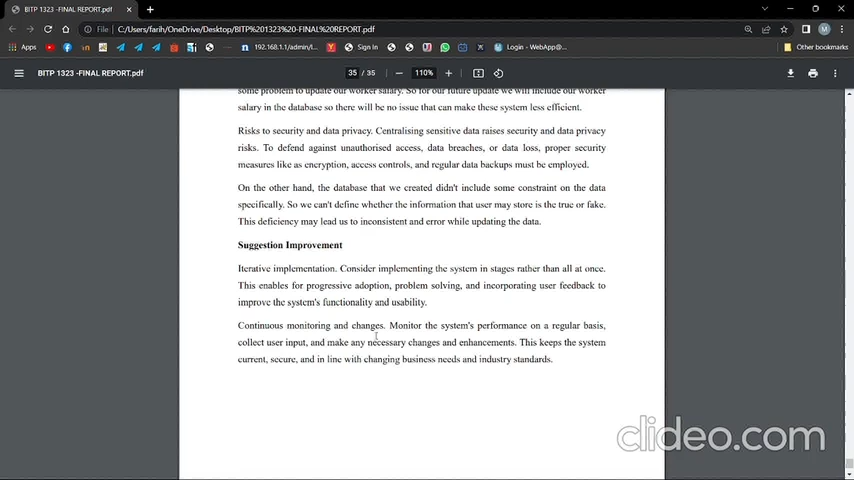 BITP 1323 -FINAL REPORT.pdf
File
C:/Users/farih/OneDrive/Desktop/BITP%201323%20-FINAL%20REPORT.pdf
M
Apps
192.168.1.1/admin/l...
Sign In
Login - WebApp@...
Other bookmarks
BITP 1323 -FINAL REPORT.pdf
35 / 35
110%
some problem to update our worker salary. So for our future update we will include our worker
salary in the database so there will be no issue that can make these system less efficient.
Risks to security and data privacy. Centralising sensitive data raises security and data privacy
risks. To defend against unauthorised access, data breaches, or data loss, proper security
measures like as encryption, access controls, and regular data backups must be employed.
On the other hand, the database that we created didn't include some constraint on the data
specifically. So we can't define whether the information that user may store is the true or fake.
This deficiency may lead us to inconsistent and error while updating the data.
Suggestion Improvement
Iterative implementation. Consider implementing the system in stages rather than all at once.
This enables for progressive adoption, problem solving, and incorporating user feedback to
improve the system's functionality and usability.
Continuous monitoring and changes. Monitor the system's performance on a regular basis,
collect user input, and make any necessary changes and enhancements. This keeps the system
current, secure, and in line with changing business needs and industry standards.
clideo.com